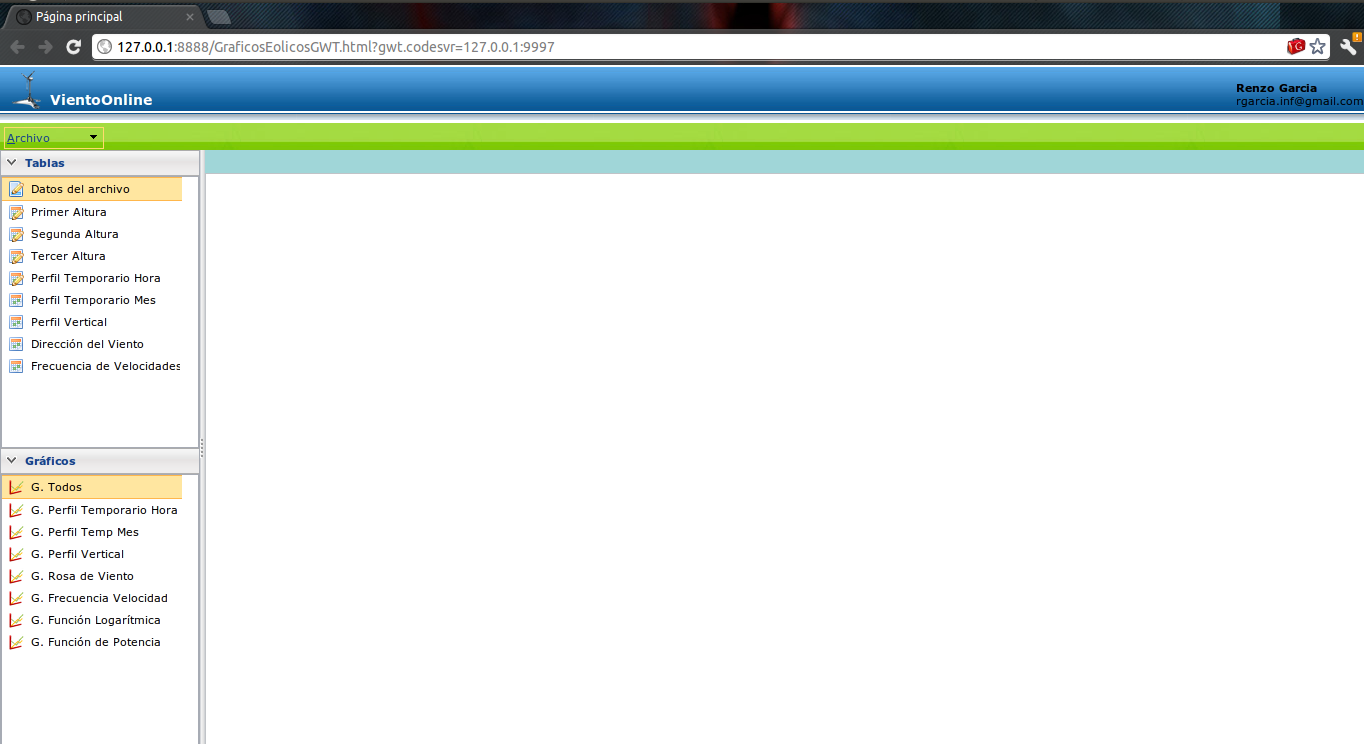 Página principal
127.0.0.1:8888/GraficosEolicosGWT.html?gwt.codesvr=127.0.0.1:9997
VientoOnline
Renzo Garcia
rgarcia.inf@gmail.com
Archivo
Tablas
Datos del archivo
Primer Altura
Segunda Altura
Tercer Altura
Perfil Temporario Hora
Perfil Temporario Mes
Perfil Vertical
Dirección del Viento
Frecuencia de Velocidades
Gráficos
G. Todos
G. Perfil Temporario Hora
G. Perfil Temp Mes
G. Perfil Vertical
G. Rosa de Viento
G. Frecuencia Velocidad
G. Función Logarítmica
G. Función de Potencia